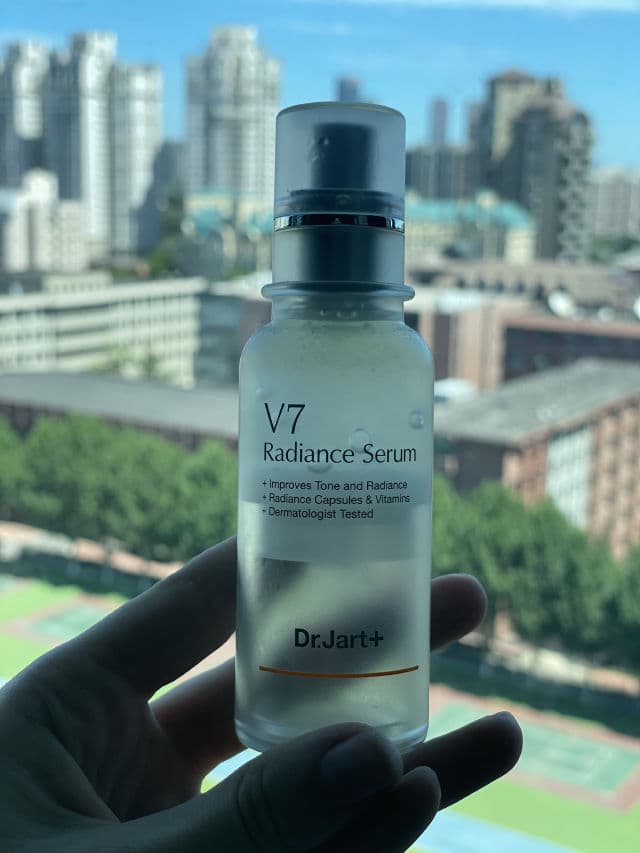 V7
Radiance Serum
+ Improves Tone and Radiance
+ Radiance Capsules & Vitamins
+ Dermatologist Tested
Dr.Jart+